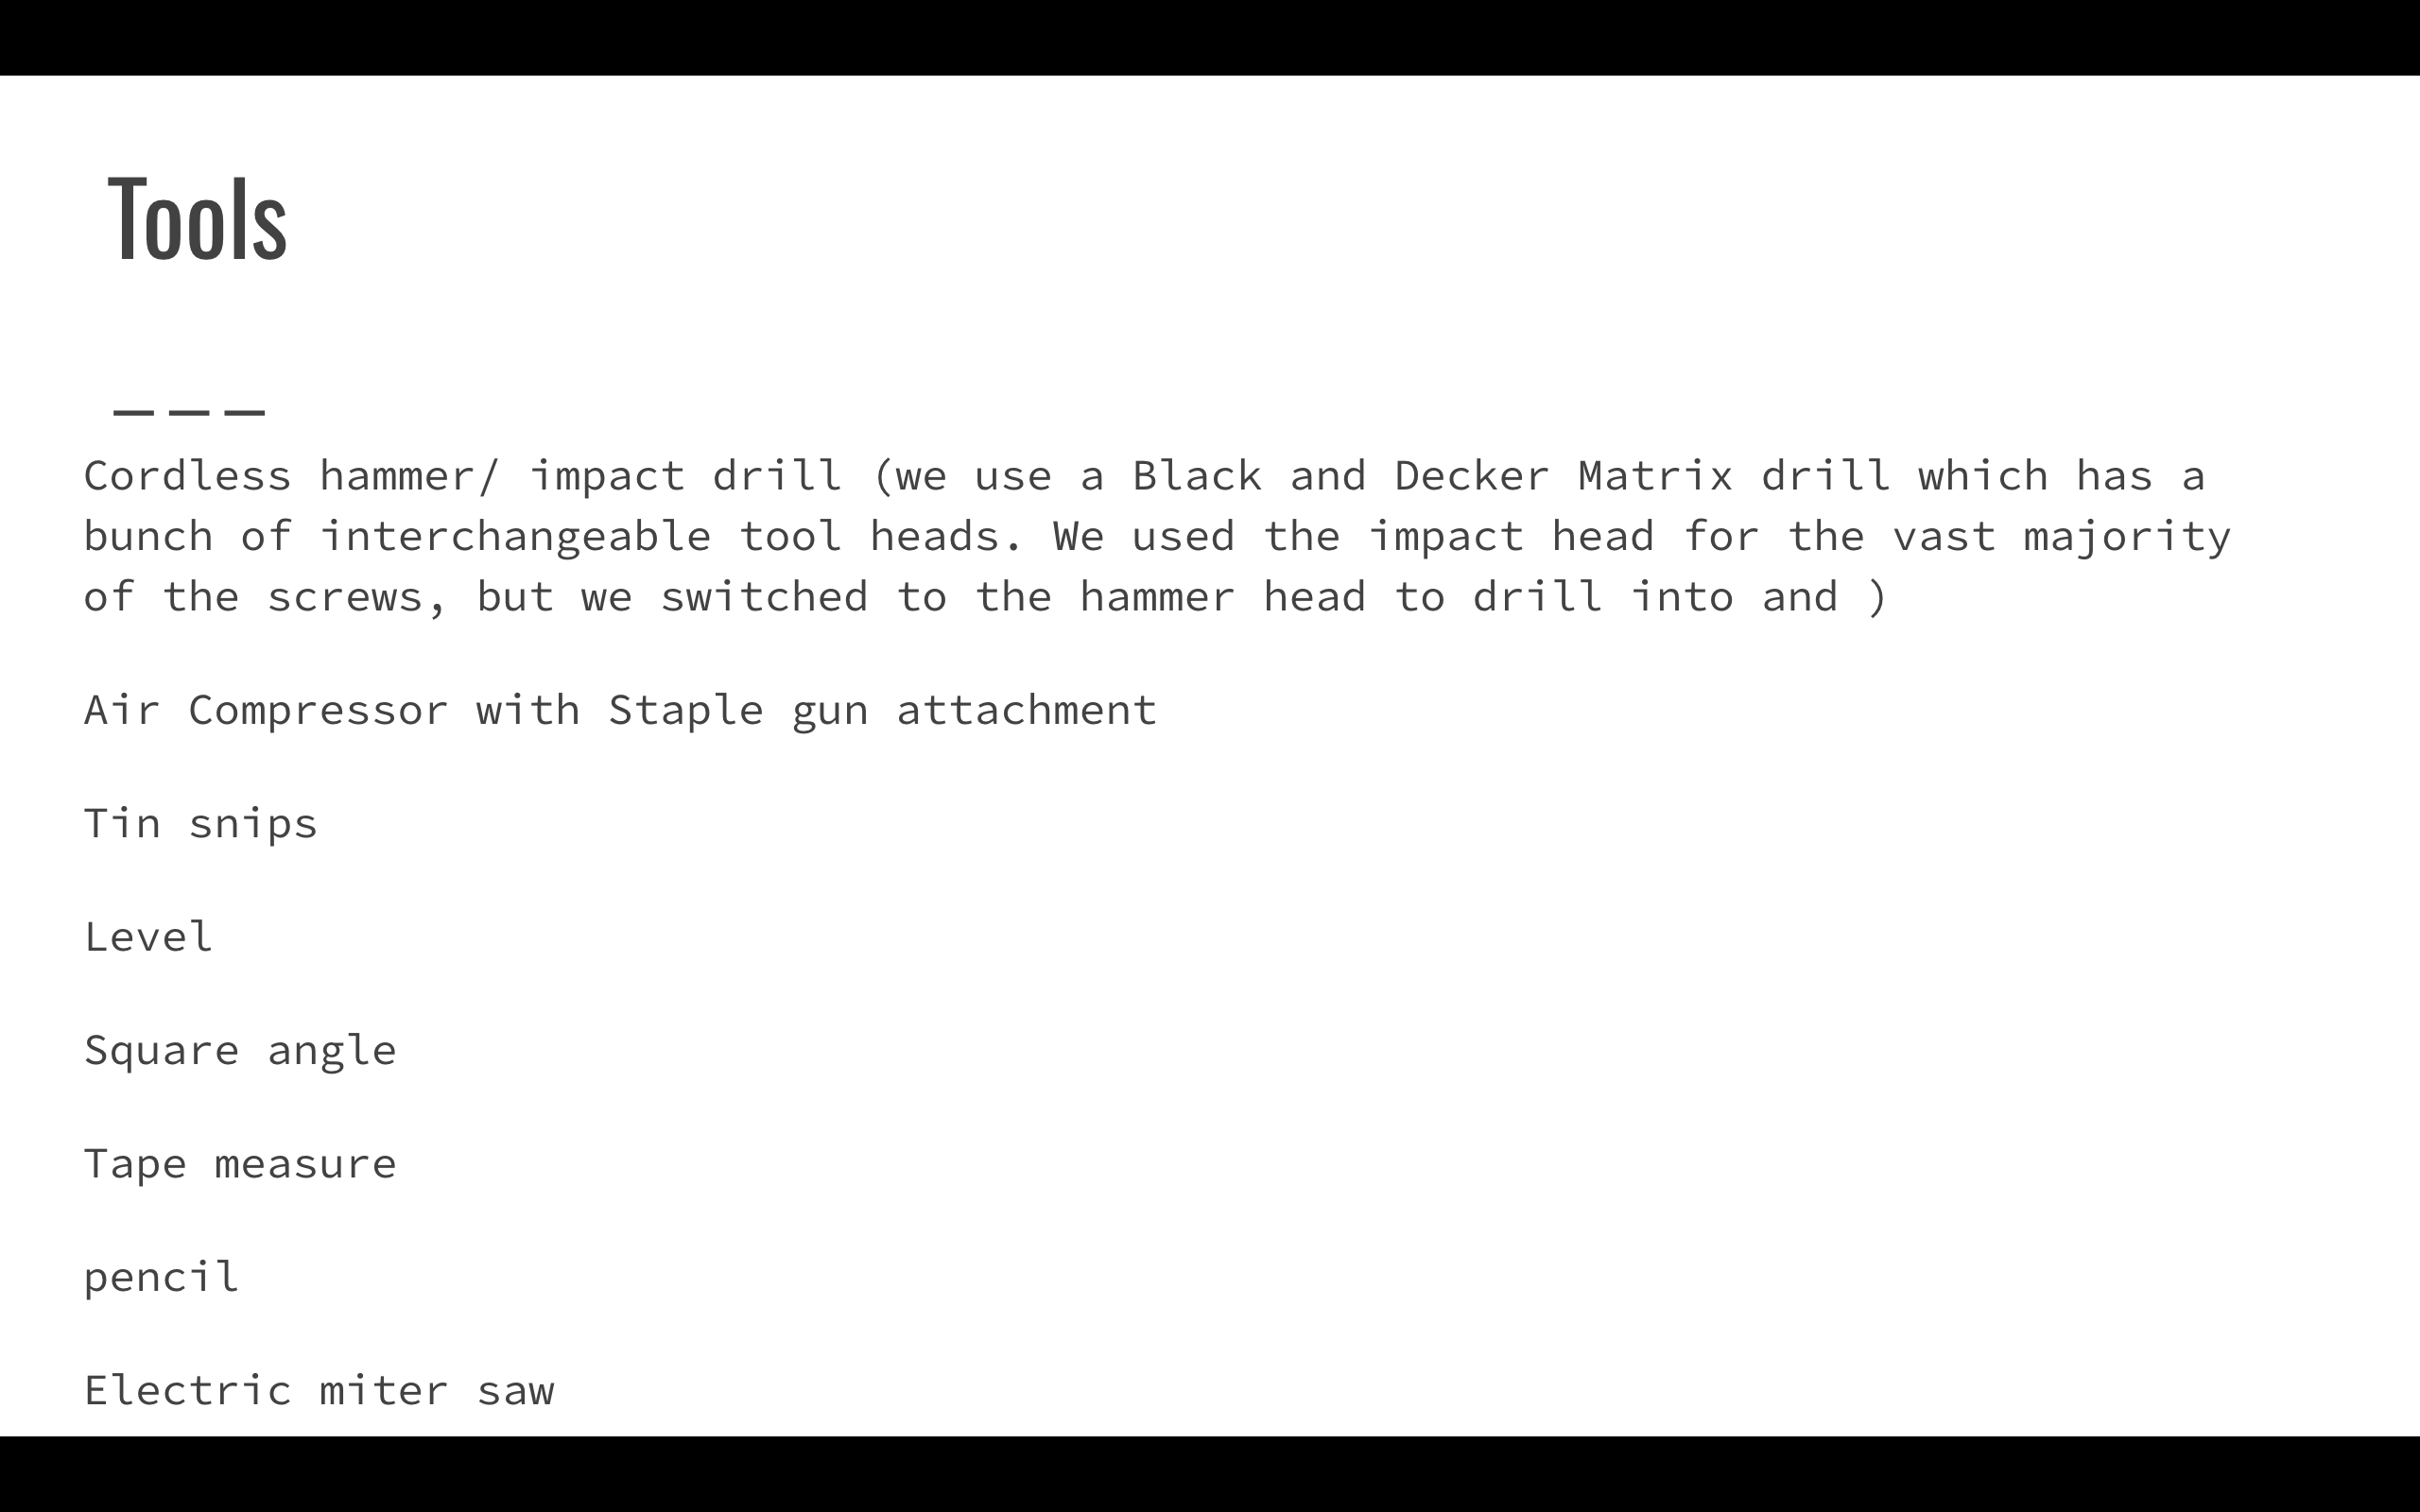 Tools
———
Cordless hammer/ impact drill (we use a Black and Decker Matrix drill which has a
bunch of interchangeable tool heads. We used the impact head for the vast majority
of the screws, but we switched to the hammer head to drill into and )
Air Compressor with Staple gun attachment
Tin snips
Level
Square angle
Tape measure
pencil
Electric miter saw